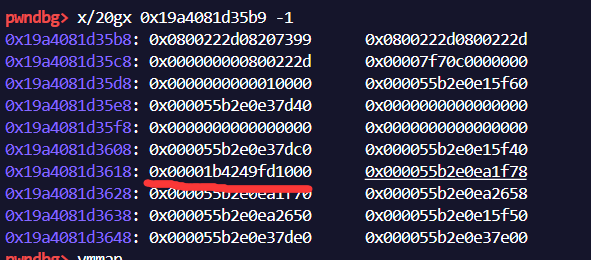 pwndbg> x/20gx 0x19a4081d35b9 -1
0x19a4081d35b8: 0x0800222d08207399 0x0800222d0800222d
0x19a4081d35c8: 0x000000000800222d 0x00007f70c0000000
0x19a4081d35d8: 0x0000000000010000 0x000055b2e0e15f60
0x19a4081d35e8: 0x000055b2e0e37d40 0x0000000000000000
0x19a4081d35f8: 0x0000000000000000 0x0000000000000000
0x19a4081d3608: 0x000055b2e0e37dc0 0x000055b2e0e15f40
0x19a4081d3618: 0x00001b4249fd1000 0x000055b2e0ea1f78
0x19a4081d3628: 0x000055b2e0ea1f70 0x000055b2e0ea2658
0x19a4081d3638: 0x000055b2e0ea2650 0x000055b2e0e15f50
0x19a4081d3648: 0x000055b2e0e37de0 0x000055b2e0e37e00
pwndbg> vmmap